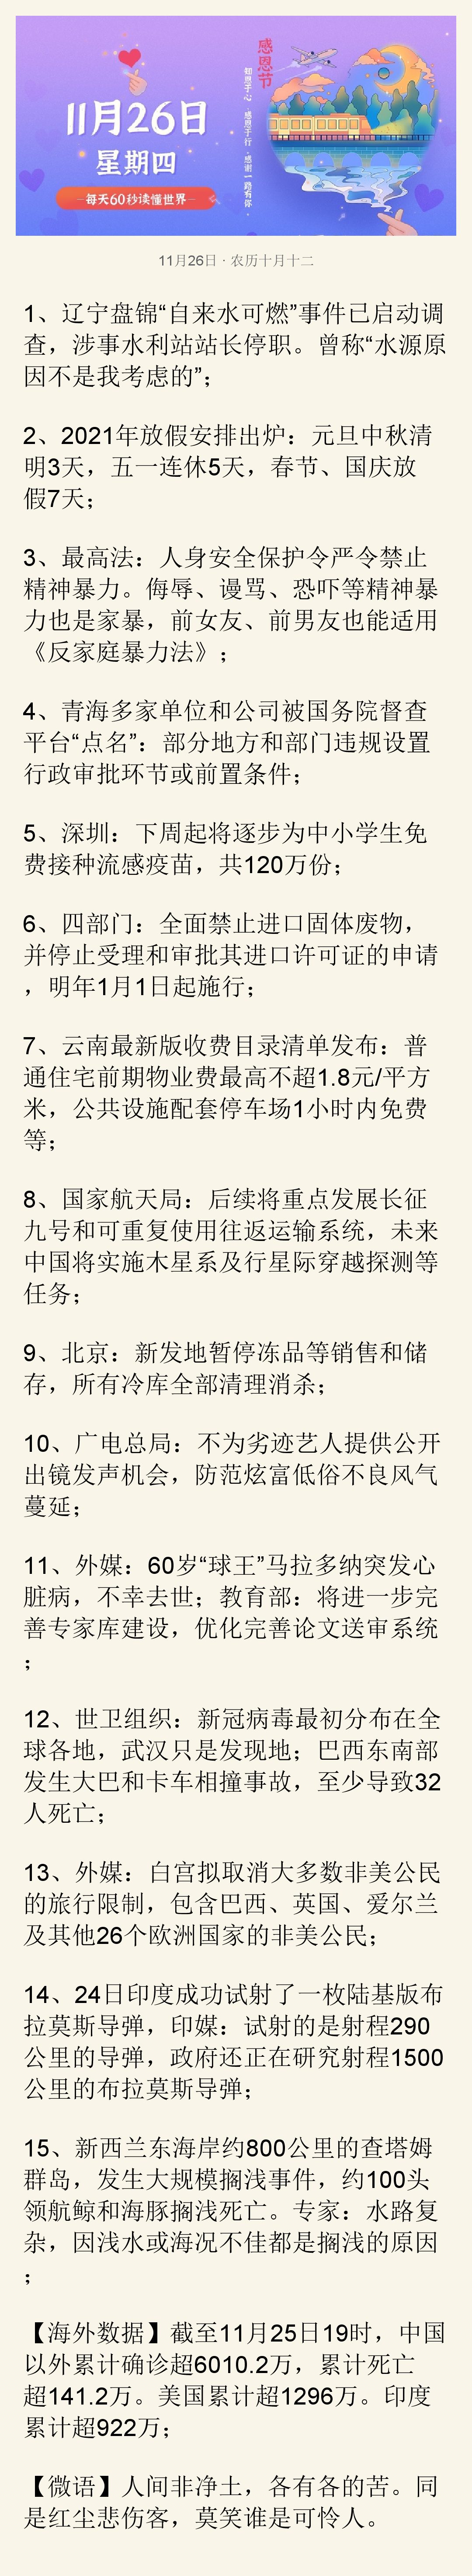 感恩节
知恩于心·感恩于行·感谢一路有你·
11月26日
星期四
每天60秒读懂世界
11月26日 · 农历十月十二
1、辽宁盘锦“自来水可燃”事件已启动调
查，涉事水利站站长停职。曾称“水源原
因不是我考虑的”；
2、2021年放假安排出炉：元旦中秋清
明3天，五一连休5天，春节、国庆放
假7天；
3、最高法：人身安全保护令严令禁止
精神暴力。侮辱、谩骂、恐吓等精神暴
力也是家暴，前女友、前男友也能适用
《反家庭暴力法》；
4、青海多家单位和公司被国务院督查
平台“点名”：部分地方和部门违规设置
行政审批环节或前置条件；
5、深圳：下周起将逐步为中小学生免
费接种流感疫苗，共120万份；
6、四部门：全面禁止进口固体废物，
并停止受理和审批其进口许可证的申请
，明年1月1日起施行；
7、云南最新版收费目录清单发布：普
通住宅前期物业费最高不超1.8元/平方
米，公共设施配套停车场1小时内免费
等；
8、国家航天局：后续将重点发展长征
九号和可重复使用往返运输系统，未来
中国将实施木星系及行星际穿越探测等
任务；
9、北京：新发地暂停冻品等销售和储
存，所有冷库全部清理消杀；
10、广电总局：不为劣迹艺人提供公开
出镜发声机会，防范炫富低俗不良风气
蔓延；
11、外媒：60岁“球王”马拉多纳突发心
脏病，不幸去世；教育部：将进一步完
善专家库建设，优化完善论文送审系统
；
12、世卫组织：新冠病毒最初分布在全
球各地，武汉只是发现地；巴西东南部
发生大巴和卡车相撞事故，至少导致32
人死亡；
13、外媒：白宫拟取消大多数非美公民
的旅行限制，包含巴西、英国、爱尔兰
及其他26个欧洲国家的非美公民；
14、24日印度成功试射了一枚陆基版布
拉莫斯导弹，印媒：试射的是射程290
公里的导弹，政府还正在研究射程1500
公里的布拉莫斯导弹；
15、新西兰东海岸约800公里的查塔姆
群岛，发生大规模搁浅事件，约100头
领航鲸和海豚搁浅死亡。专家：水路复
杂，因浅水或海况不佳都是搁浅的原因
；
【海外数据】截至11月25日19时，中国
以外累计确诊超6010.2万，累计死亡
超141.2万。美国累计超1296万。印度
累计超922万；
【微语】人间非净土，各有各的苦。同
是红尘悲伤客，莫笑谁是可怜人。